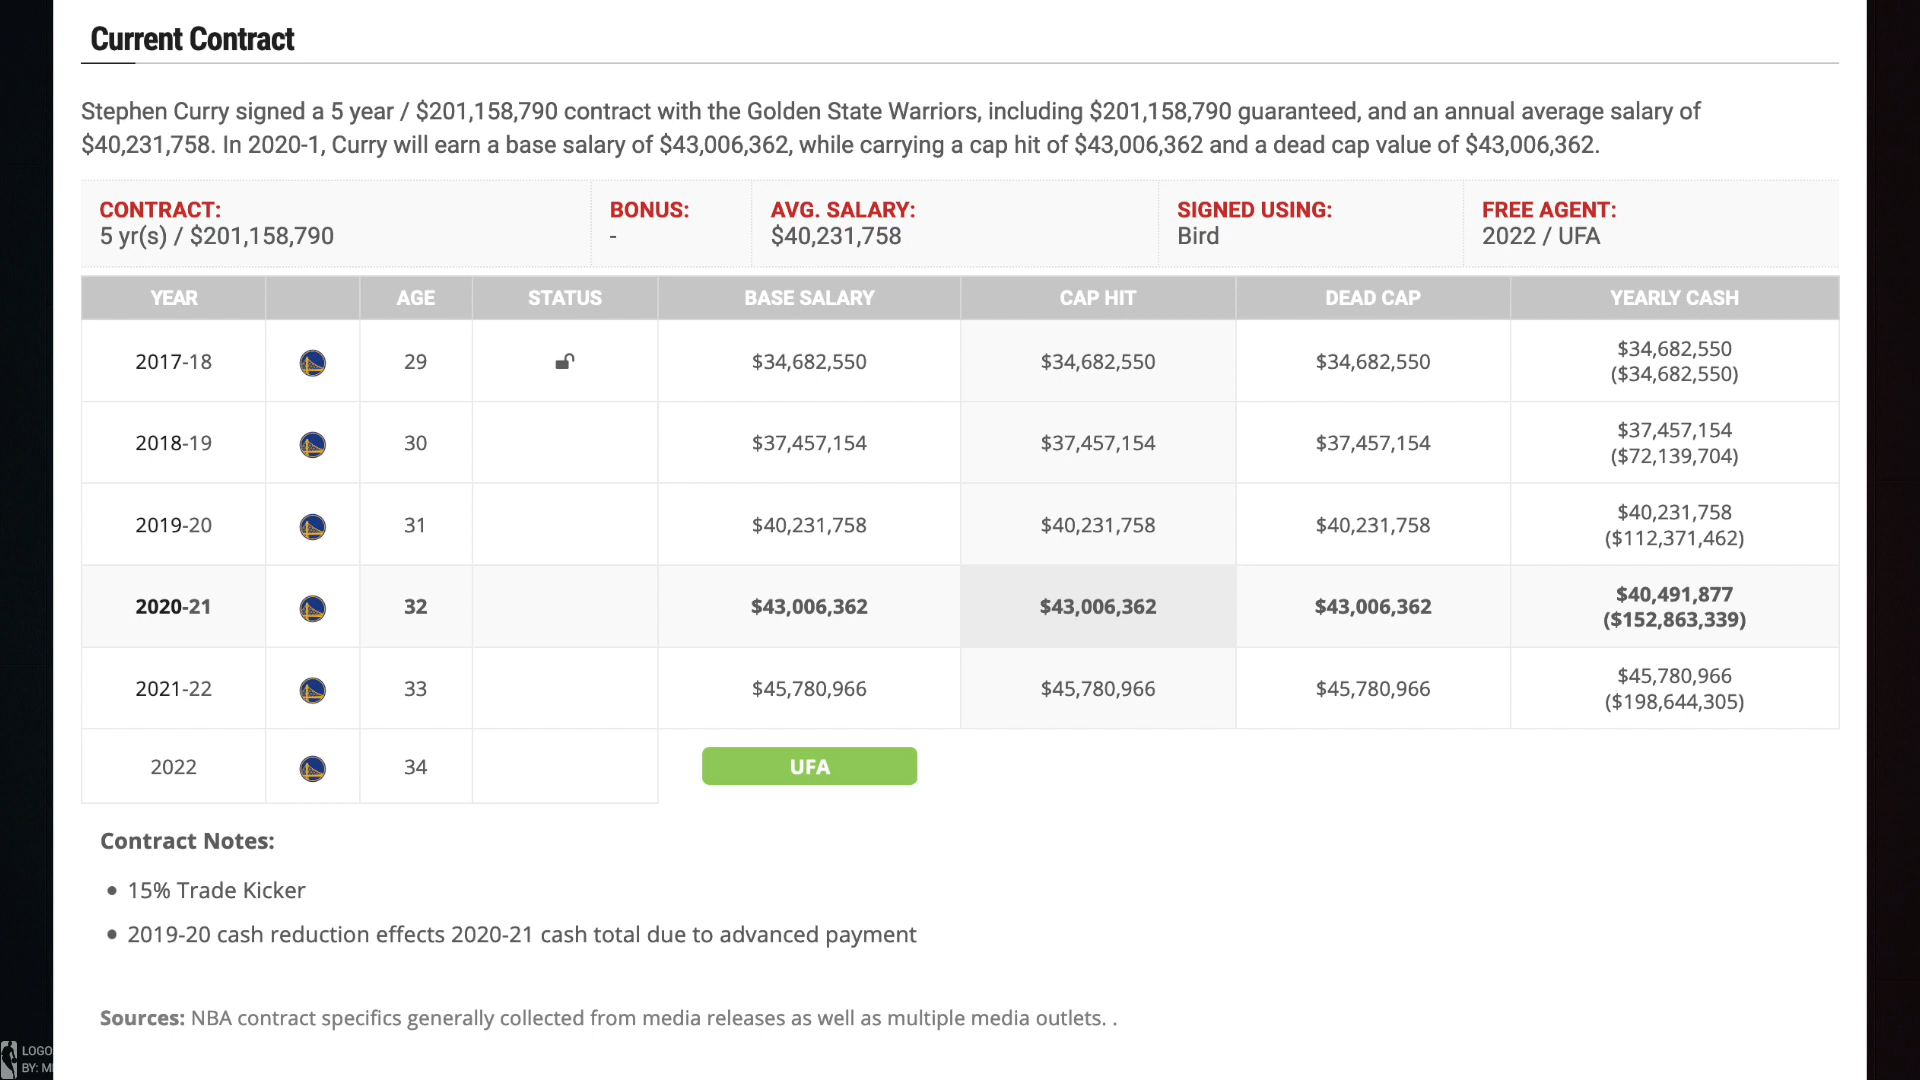 Current Contract
Stephen Curry signed a 5 year / $201,158,790 contract with the Golden State Warriors, including $201,158,790 guaranteed, and an annual average salary of
$40,231,758. In 2020-1, Curry will earn a base salary of $43,006,362, while carrying a cap hit of $43,006,362 and a dead cap value of $43,006,362.
CONTRACT: BONUS: AVG. SALARY: SIGNED USING: FREE AGENT:
5 yr(s) / $201,158,790 - $40,231,758 Bird 2022 / UFA
YEAR AGE STATUS BASE SALARY CAP HIT DEAD CAP YEARLY CASH
2017-18 29 $34,682,550 $34,682,550 $34,682,550 $34,682,550
($34,682,550)
2018-19 30 $37,457,154 $37,457,154 $37,457,154 $37,457,154
($72,139,704)
2019-20 31 $40,231,758 $40,231,758 $40,231,758 $40,231,758
($112,371,462)
2020-21 32 $43,006,362 $43,006,362 $43,006,362 $40,491,877
($152,863,339)
2021-22 33 $45,780,966 $45,780,966 $45,780,966 $45,780,966
($198,644,305)
2022 34 UFA
Contract Notes:
• 15% Trade Kicker
• 2019-20 cash reduction effects 2020-21 cash total due to advanced payment
Sources: NBA contract specifics generally collected from media releases as well as multiple media outlets. .
LOGO
BY: M